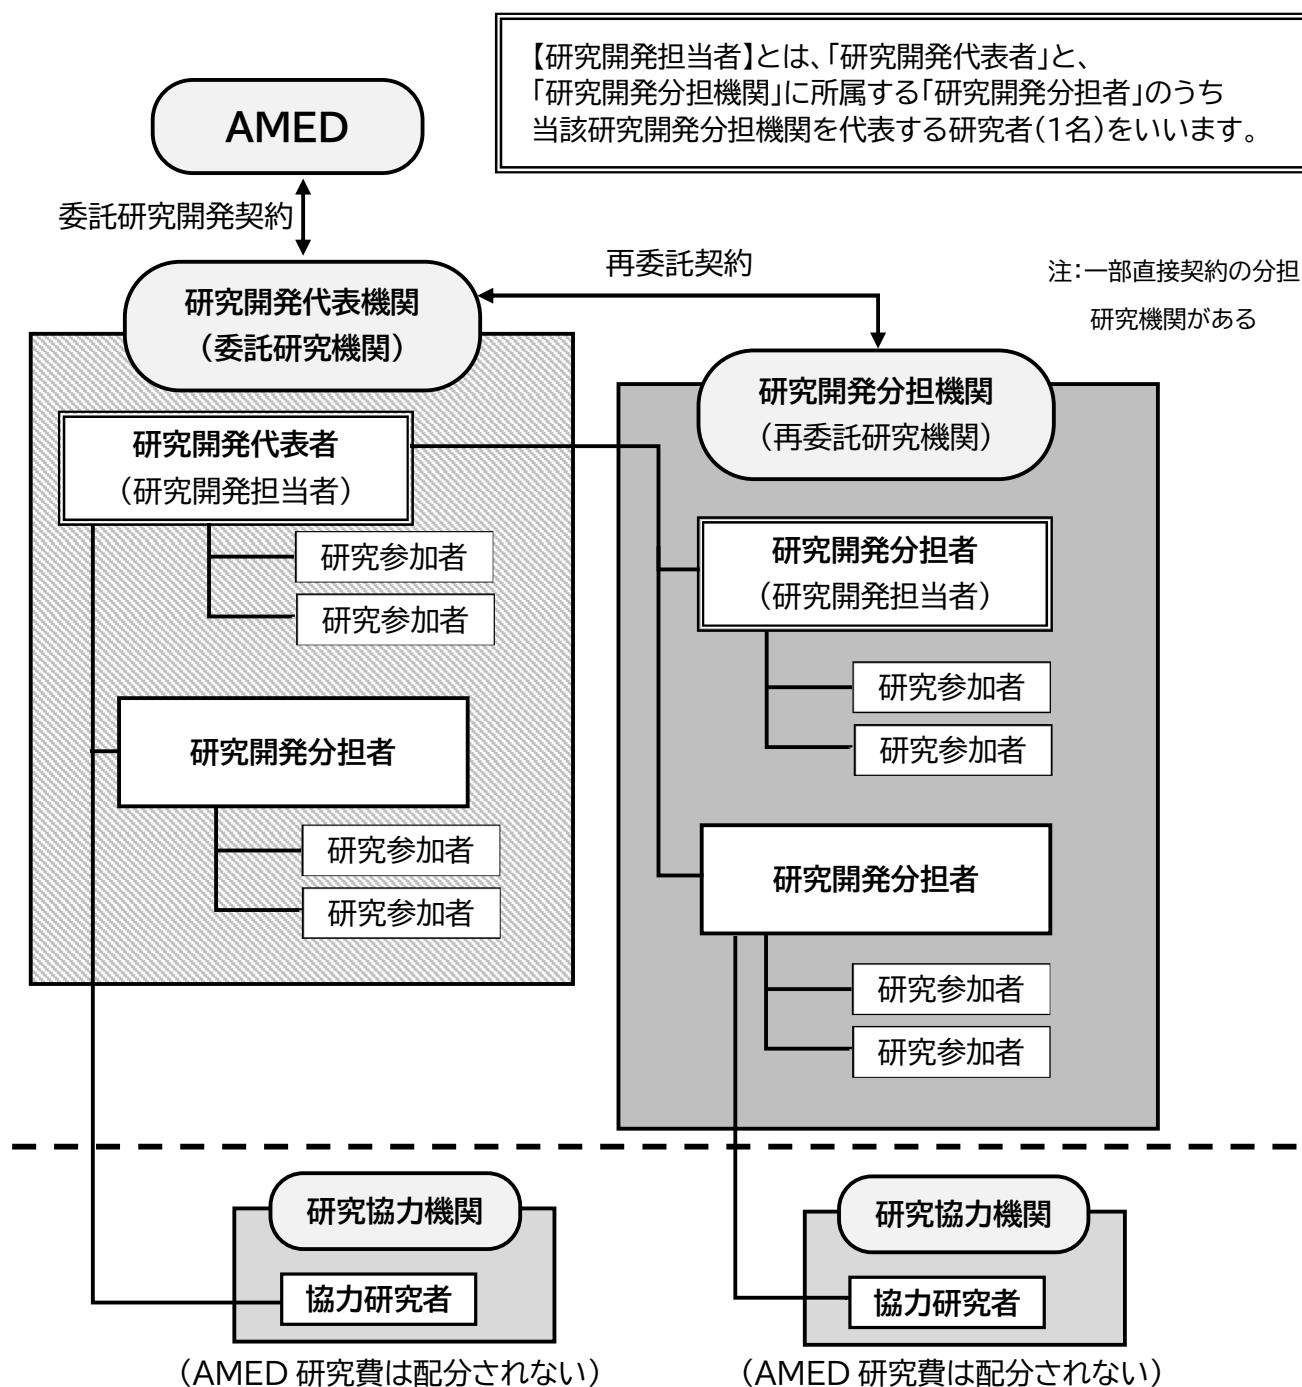 【研究開発担当者】とは、「研究開発代表者」と、
「研究開発分担機関」に所属する「研究開発分担者」のうち
当該研究開発分担機関を代表する研究者(1名)をいいます。
AMED
委託研究開発契約
再委託契約
注:一部直接契約の分担
研究機関がある
研究開発代表機関
(委託研究機関)
研究開発代表者
(研究開発担当者)
研究参加者
研究参加者
研究開発分担者
研究参加者
研究参加者
研究開発分担機関
(再委託研究機関)
研究開発分担者
(研究開発担当者)
研究参加者
研究参加者
研究開発分担者
研究参加者
研究参加者
研究協力機関
協力研究者
(AMED 研究費は配分されない)
研究協力機関
協力研究者
(AMED 研究費は配分されない)